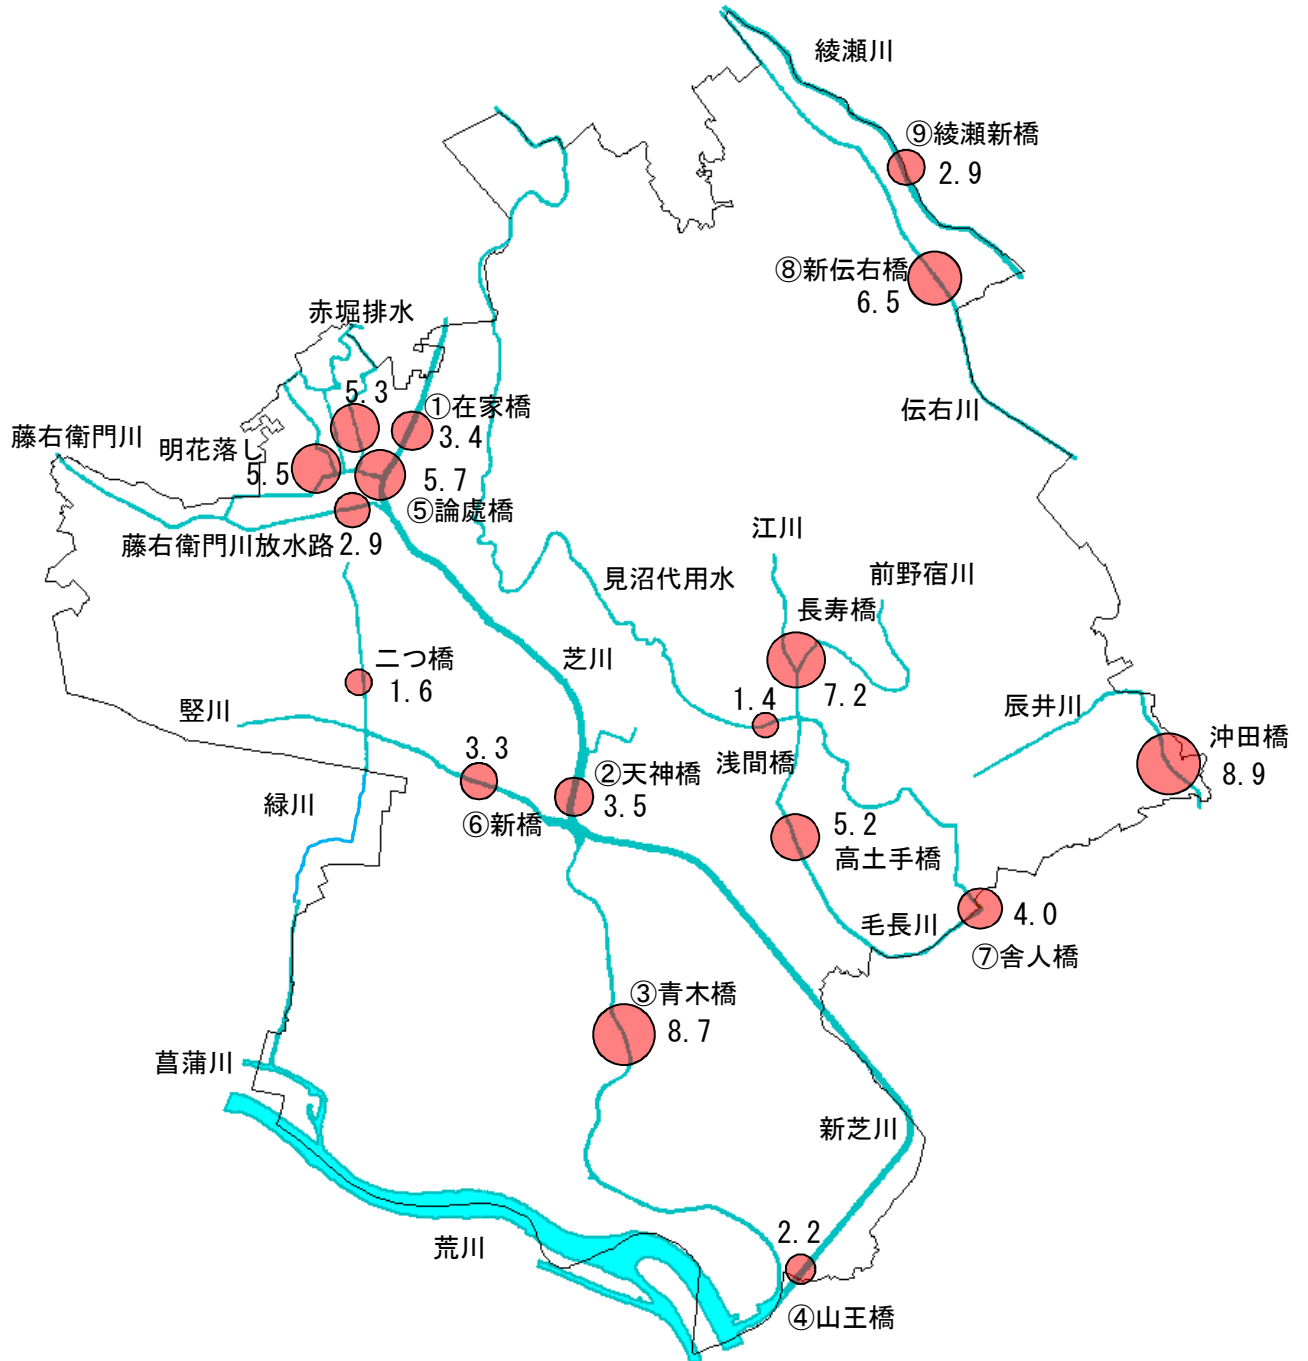 綾瀬川
⑨綾瀬新橋
2.9
⑧新伝右橋
6.5
赤堀排水
5.3
①在家橋
3.4
伝右川
藤右衛門川
明花落し
5.5
5.7
⑤論處橋
藤右衛門川放水路
2.9
江川
見沼代用水
前野宿川
長寿橋
7.2
二つ橋
1.6
芝川
竪川
1.4
浅間橋
辰井川
沖田橋
8.9
3.3
②天神橋
3.5
⑥新橋
緑川
5.2
高土手橋
毛長川
4.0
⑦舎人橋
③青木橋
8.7
菖蒲川
新芝川
荒川
2.2
④山王橋